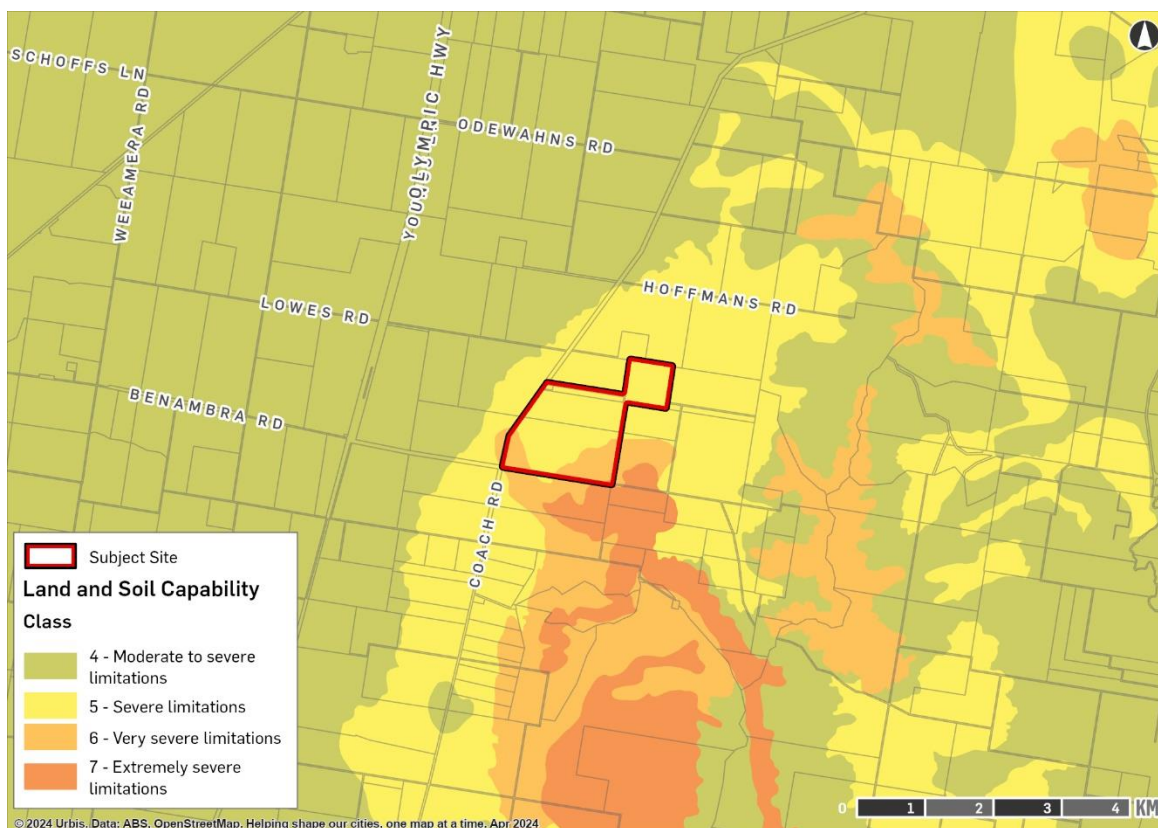 SCHOFFS LN
WEEAMERA RD
OLYMPIC HWY
ODEWAHNS RD
HOFFMANS RD
LOWES RD
BENAMBRA RD
COACH RD
Subject Site
Land and Soil Capability
Class
4 - Moderate to severe
limitations
5 - Severe limitations
6 - Very severe limitations
7 - Extremely severe
limitations
0 1 2 3 4 KM
© 2024 Urbis. Data: ABS, OpenStreetMap. Helping shape our cities, one map at a time. Apr 2024